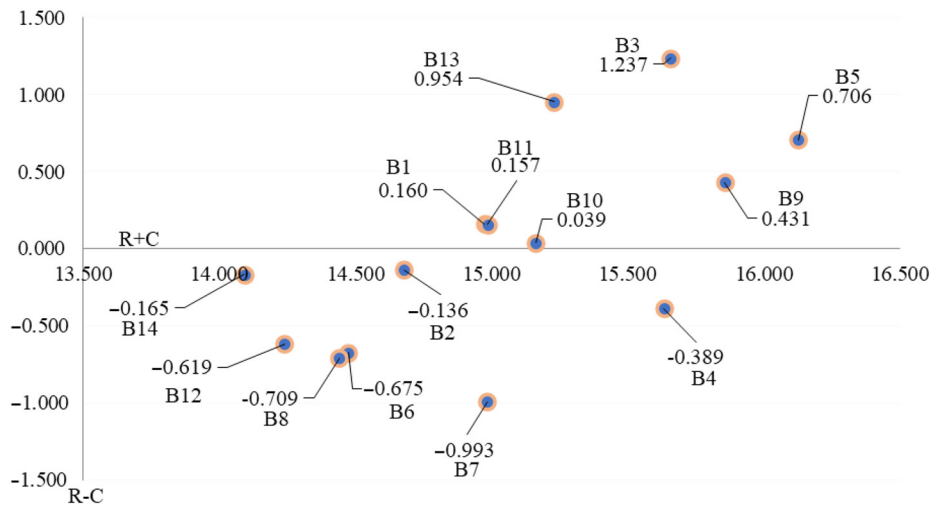 1.500
B3
B13
1.237
B5
0.954
0.706
1.000
B11
0.157
B1
0.160
0.500
B10
0.039
B9
0.431
R+C
0.000
13.500 14.000 14.500 15.000 15.500 16.000 16.500
−0.165
B14
−0.136
B2
−0.500
-0.389
B4
−0.619
B12
-0.709
B8
−0.675
B6
−1.000
−0.993
B7
−1.500
R-C